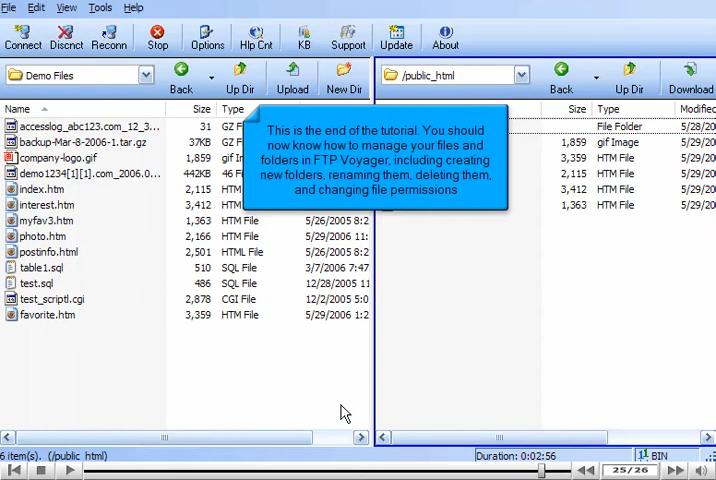 File Edit View Tools Help
Connect Discnct Reconn Stop Options Hlp Cnt KB Support Update About
Demo Files Back Up Dir Upload New Dir
/public_html Back Up Dir Download
Name Size Type
Size Type Modified
accesslog_abc123.com_12_3... 31 GZ
backup-Mar-8-2006-1.tar.gz 37KB GZ
company-logo.gif 1,859 gif
demo1234[1][1].com_2006.0... 442KB 46
index.htm 2,115 HTM
interest.htm 3,412 HTM
myfav3.htm 1,363 HTM File 5/26/2005 8:2
photo.htm 2,166 HTM File 5/29/2006 11:
postinfo.html 2,501 HTML File 5/26/2005 8:2
table1.sql 510 SQL File 3/7/2006 7:47
test.sql 486 SQL File 12/28/2005 11
test_scriptl.cgi 2,878 CGI File 12/2/2005 5:0
favorite.htm 3,359 HTM File 5/29/2006 1:2
This is the end of the tutorial. You should
now know how to manage your files and
folders in FTP Voyager, including creating
new folders, renaming them, deleting them,
and changing file permissions
File Folder 5/28/2
1,859 gif Image 5/29/2
3,359 HTM File 5/29/2
2,115 HTM File 5/29/2
3,412 HTM File 5/29/2
1,363 HTM File 5/29/2
6 item(s). (/public_html) Duration: 0:02:56 BIN
25/26